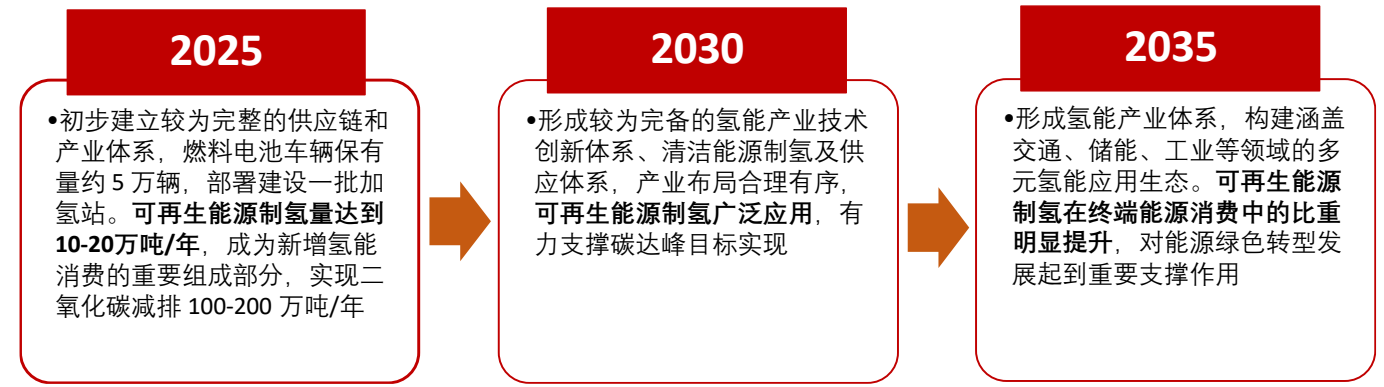 2025
•初步建立较为完整的供应链和
产业体系，燃料电池车辆保有
量约 5 万辆，部署建设一批加
氢站。可再生能源制氢量达到
10-20万吨/年，成为新增氢能
消费的重要组成部分，实现二
氧化碳减排 100-200 万吨/年
2030
•形成较为完备的氢能产业技术
创新体系、清洁能源制氢及供
应体系，产业布局合理有序，
可再生能源制氢广泛应用，有
力支撑碳达峰目标实现
2035
•形成氢能产业体系，构建涵盖
交通、储能、工业等领域的多
元氢能应用生态。可再生能源
制氢在终端能源消费中的比重
明显提升，对能源绿色转型发
展起到重要支撑作用